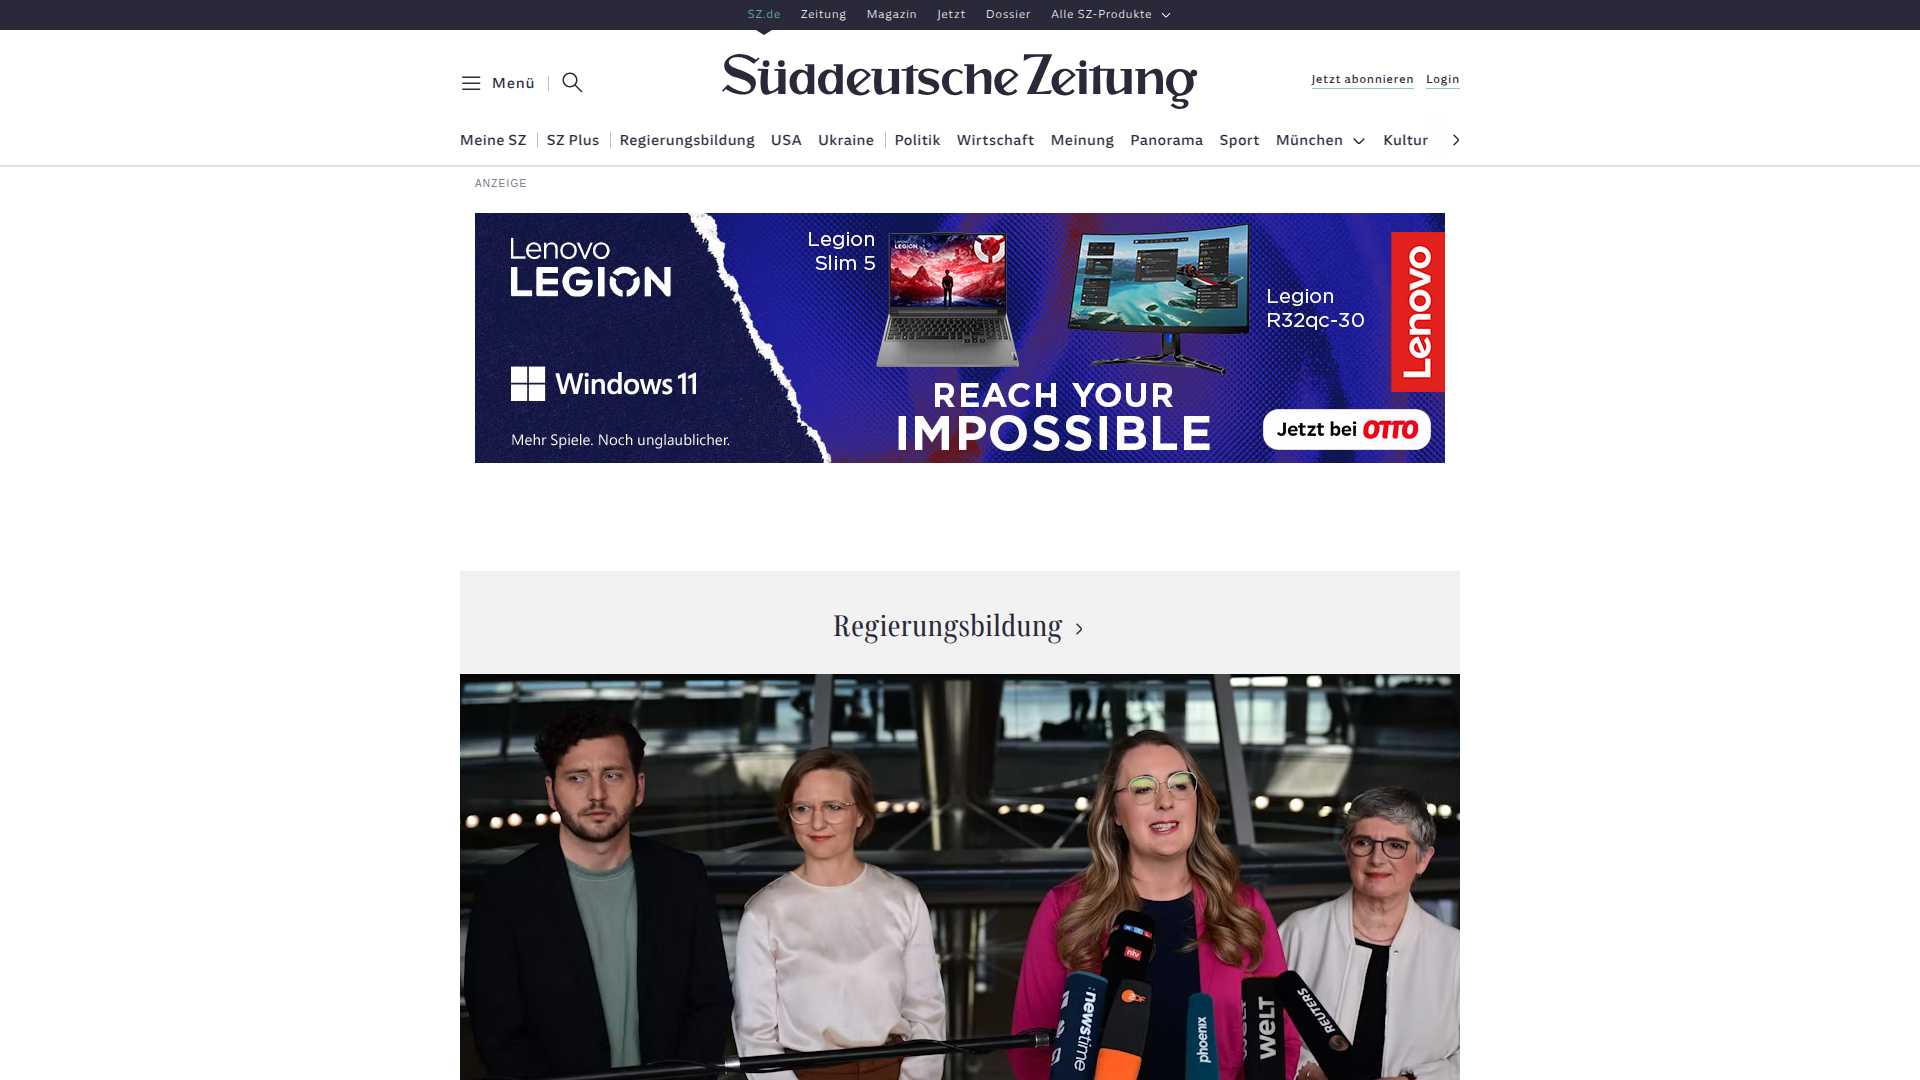 SZ.de Zeitung Magazin Jetzt Dossier Alle SZ-Produkte
Menü
Süddeutsche Zeitung
Jetzt abonnieren Login
Meine SZ SZ Plus Regierungsbildung USA Ukraine Politik Wirtschaft Meinung Panorama Sport München Kultur
ANZEIGE
Lenovo
LEGION
Windows 11
Mehr Spiele. Noch unglaublicher.
Legion
Slim 5
Legion
R32qc-30
REACH YOUR
IMPOSSIBLE
Lenovo
Jetzt bei OTTO
Regierungsbildung
ntv
ZDF
:newstime
phoenix
welt
REUTERS